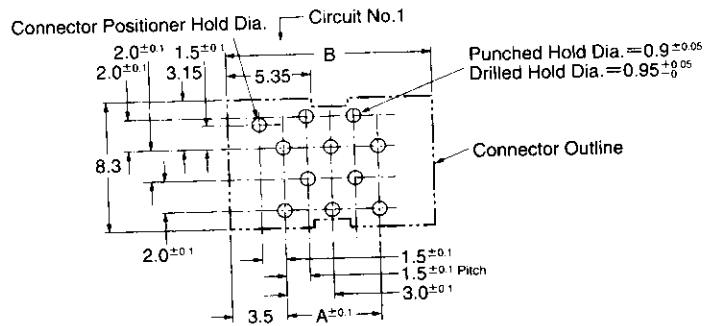 Connector Positioner Hold Dia.
Circuit No.1
2.0±0.1
1.5±0.1
B
2.0±0.1
3.15
5.35
Punched Hold Dia.=0.9±0.05
Drilled Hold Dia.=0.95+0.05-0
8.3
Connector Outline
2.0±0.1
1.5±0.1
1.5±0.1 Pitch
3.0±0.1
3.5
A±0.1